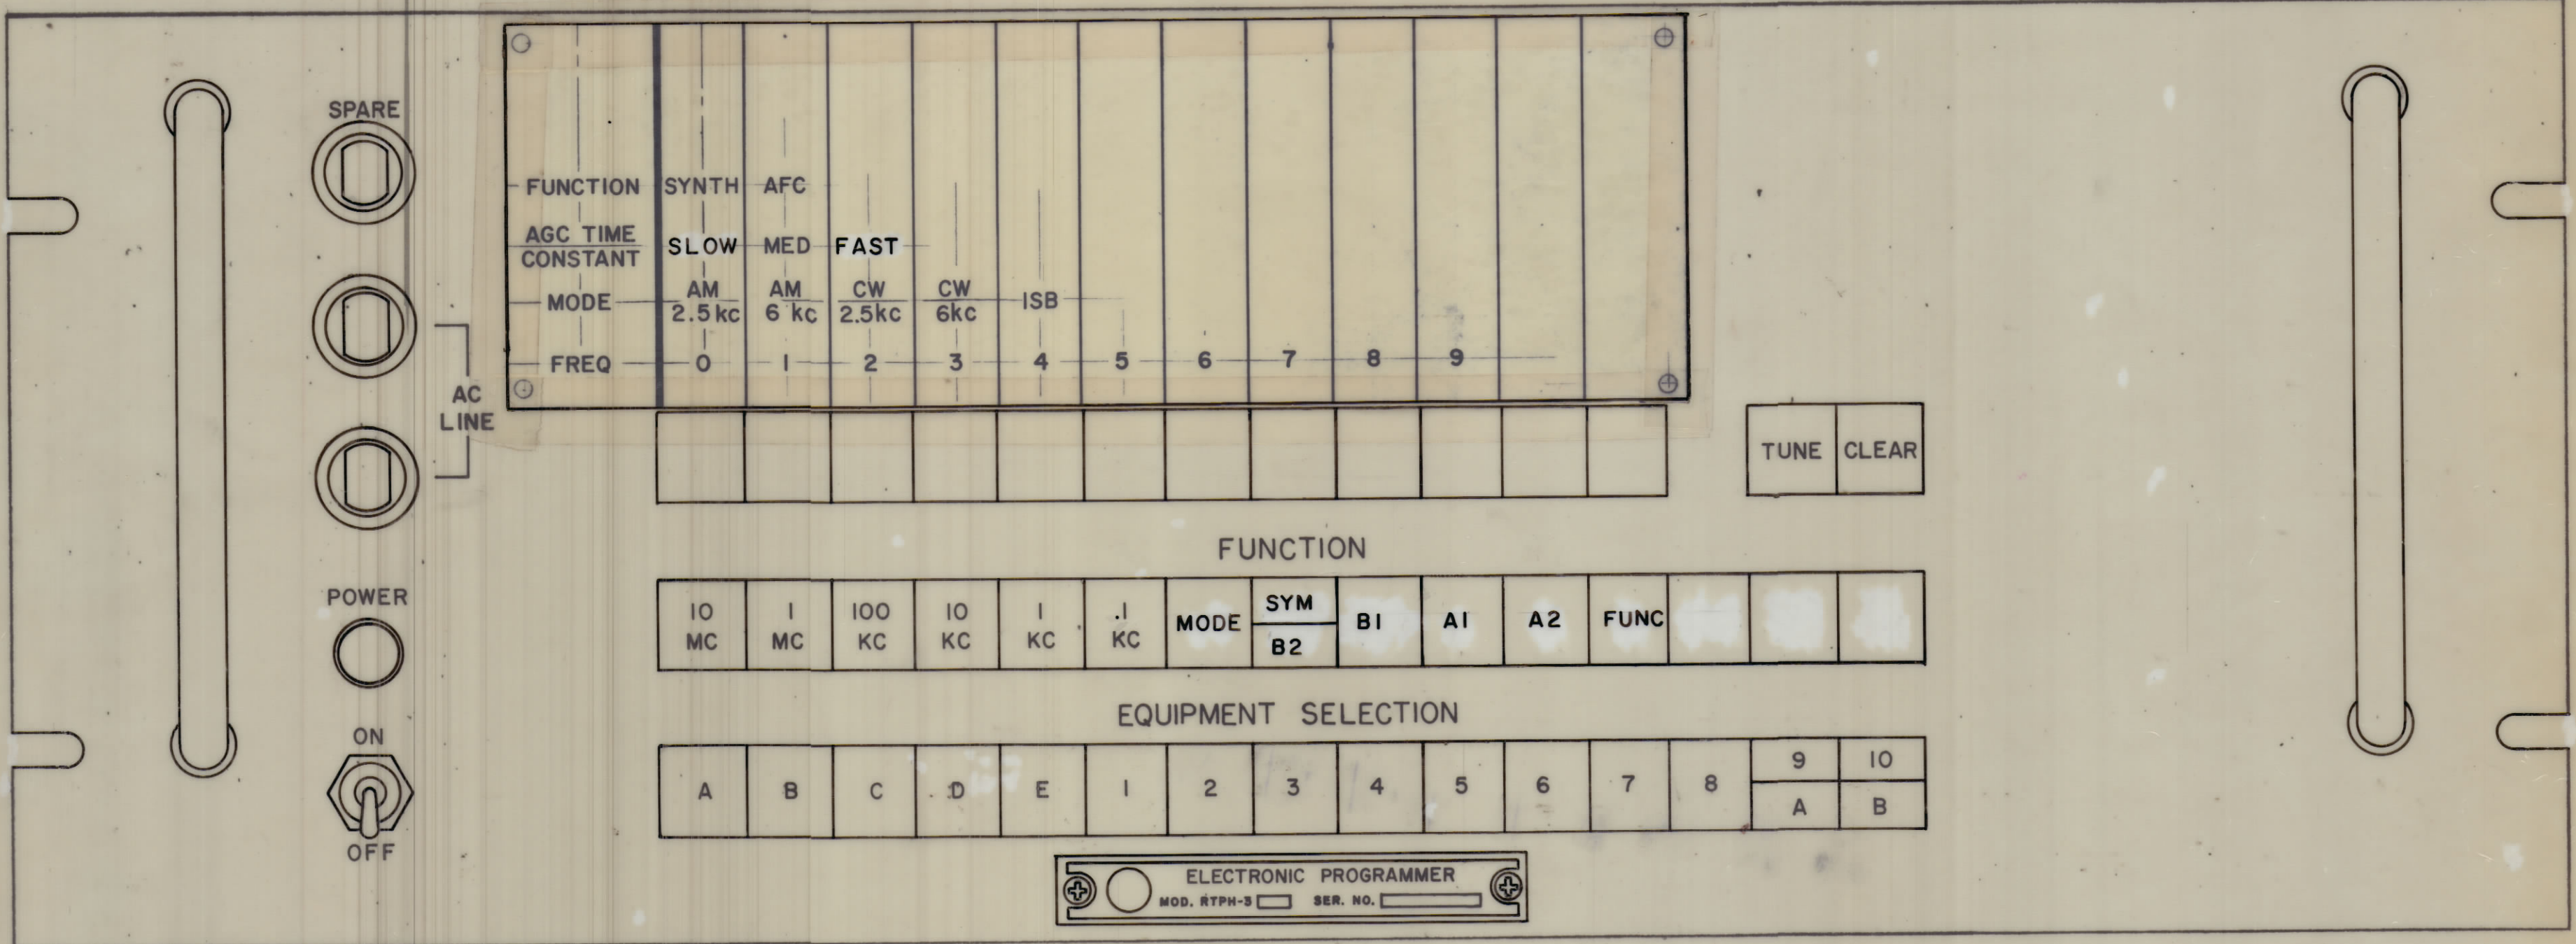 SPARE
AC
LINE
POWER
ON
OFF
FUNCTION SYNTH AFC
AGC TIME
CONSTANT SLOW MED FAST
MODE AM
2.5kc AM
6 kc CW
2.5kc CW
6kc ISB
FREQ 0 1 2 3 4 5 6 7 8 9
TUNE CLEAR
FUNCTION
10
MC 1
MC 100
KC 10
KC 1
KC .1
KC MODE SYM
B2 B1 A1 A2 FUNC
EQUIPMENT SELECTION
A B C D E 1 2 3 4 5 6 7 8 9
A 10
B
ELECTRONIC PROGRAMMER
MOD. RTPH-3 SER. NO.